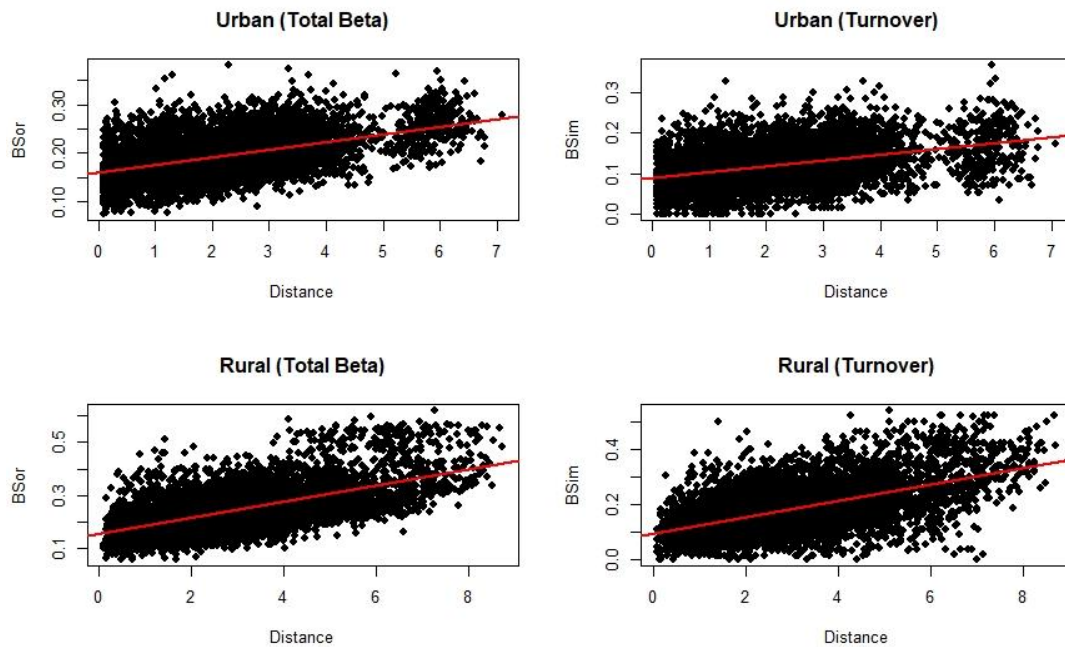 Urban (Total Beta)
BSor
0.10 0.20 0.30
0 1 2 3 4 5 6 7
Distance
Urban (Turnover)
BSim
0.0 0.1 0.2 0.3
0 1 2 3 4 5 6 7
Distance
Rural (Total Beta)
BSor
0.1 0.3 0.5
0 2 4 6 8
Distance
Rural (Turnover)
BSim
0.0 0.2 0.4
0 2 4 6 8
Distance